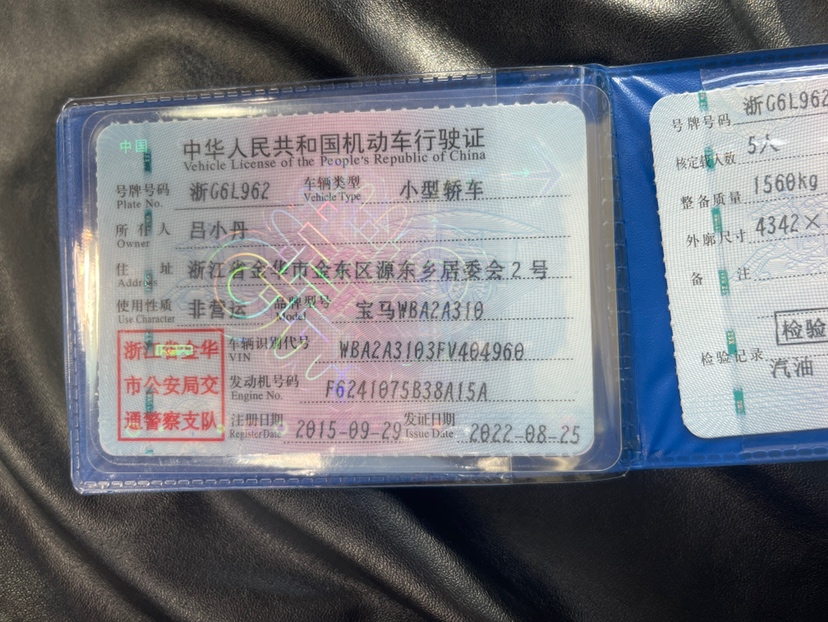 中国
中华人民共和国机动车行驶证
Vehicle License of the People's Republic of China
号牌号码 浙G6L962 车辆类型 小型轿车
Plate No. Vehicle Type
所有人 吕小丹
Owner
住址 浙江省金华市金东区源东乡居委会2号
Address
使用性质 非营运 品牌型号 宝马WBA2A310
Use Character Model
浙江省金华
市公安局交
通警察支队
车辆识别代号 WBA2A3103FV404960
VIN
发动机号码 F6241075B38A15A
Engine No.
注册日期 2015-09-29 发证日期 2022-08-25
Register Date Issue Date
号牌号码 浙G6L962
核定载人数 5人
整备质量 1560kg
外廓尺寸 4342×
备注
检验
检验记录
汽油